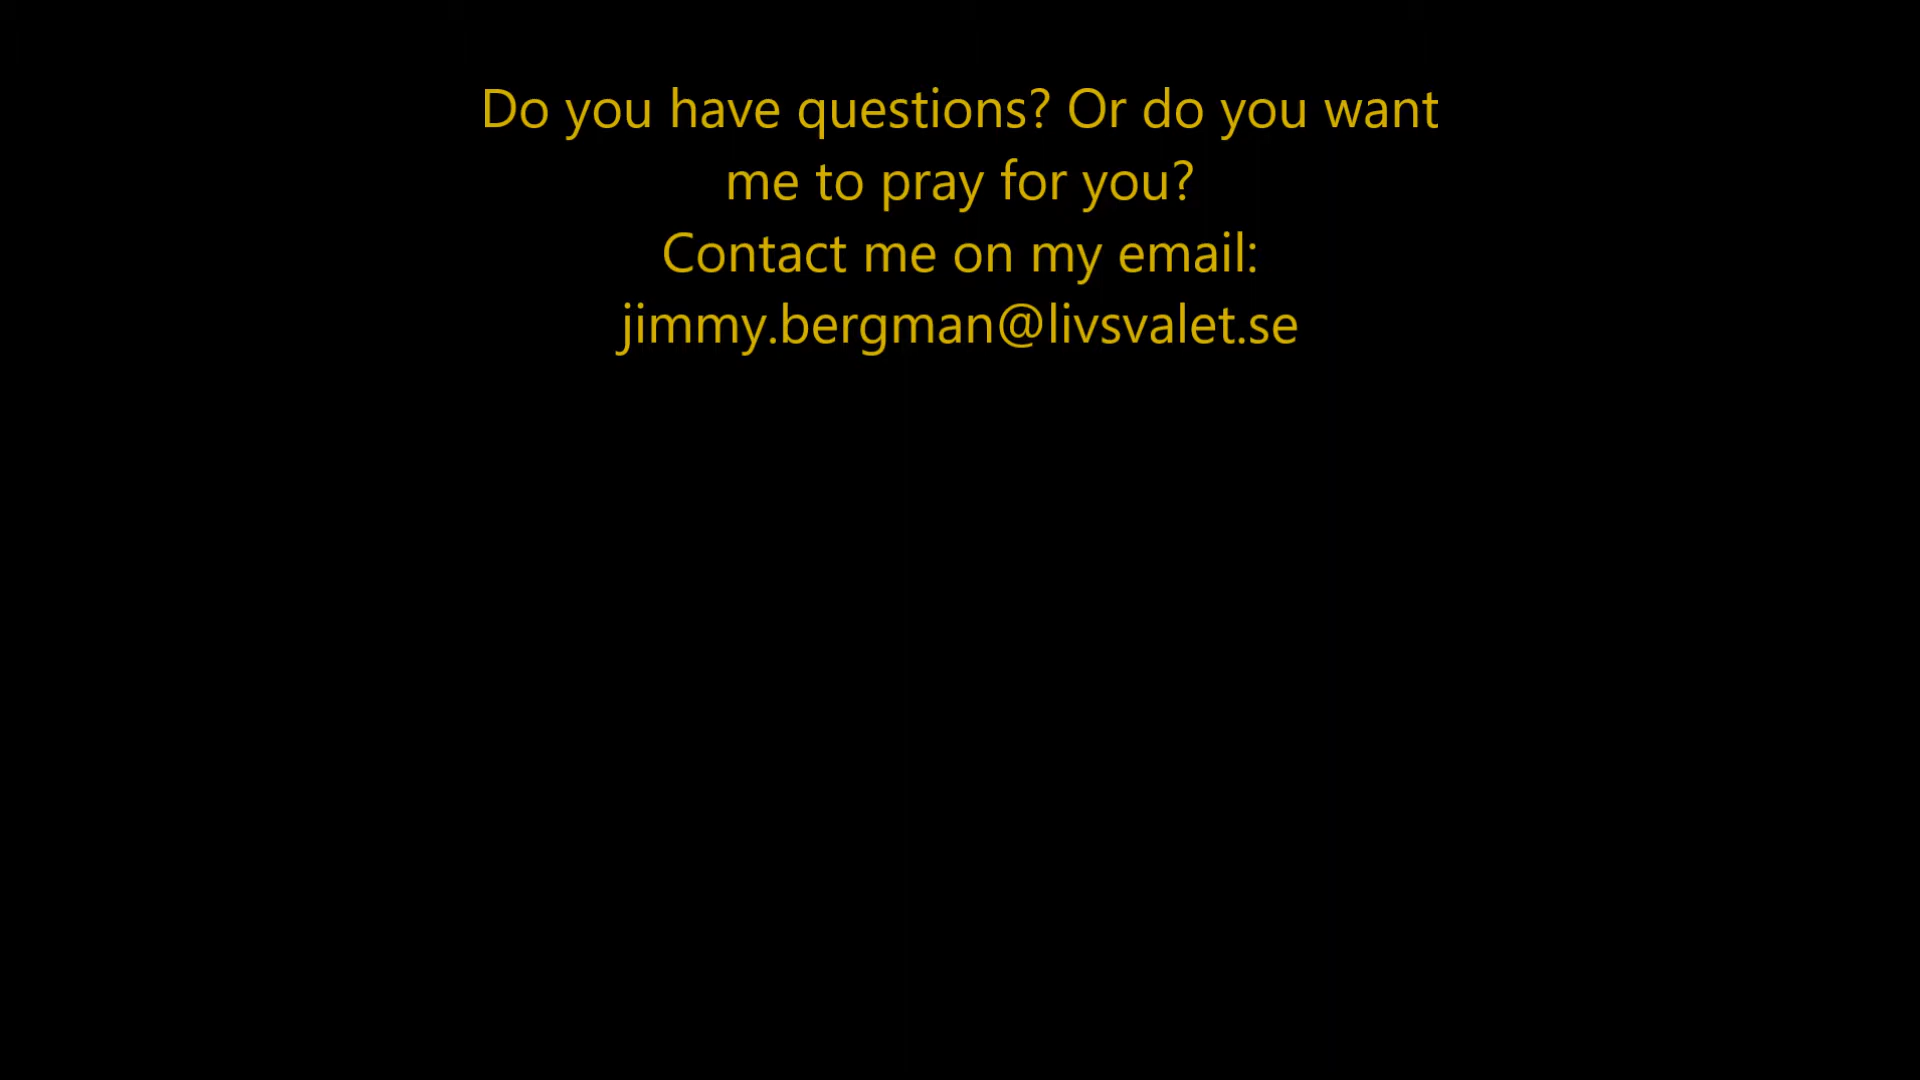 Do you have questions? Or do you want
me to pray for you?
Contact me on my email:
jimmy.bergman@livsvalet.se